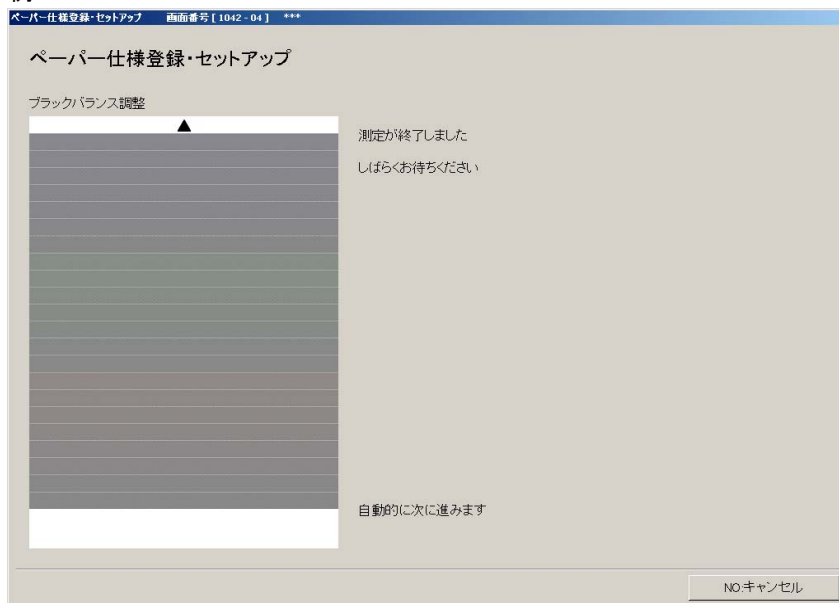 ペーパー仕様登録・セットアップ 画面番号 [ 1042 - 04 ] ***
ペーパー仕様登録・セットアップ
ブラックバランス調整
▲
測定が終了しました
しばらくお待ちください
自動的に次に進みます
NO:キャンセル